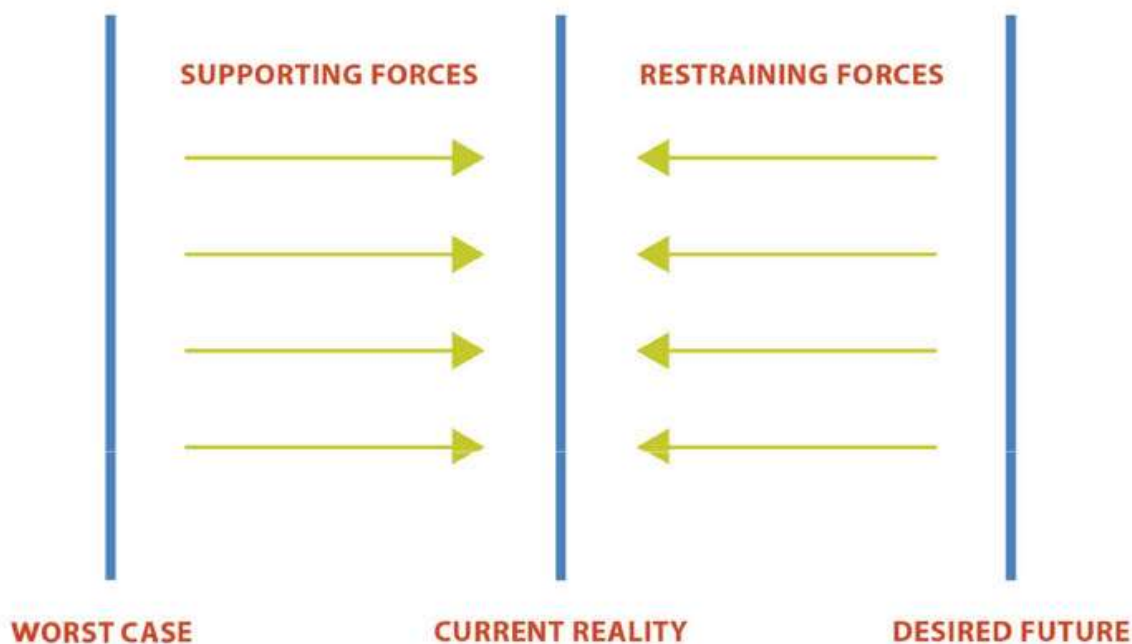 SUPPORTING FORCES
RESTRAINING FORCES
WORST CASE
CURRENT REALITY
DESIRED FUTURE